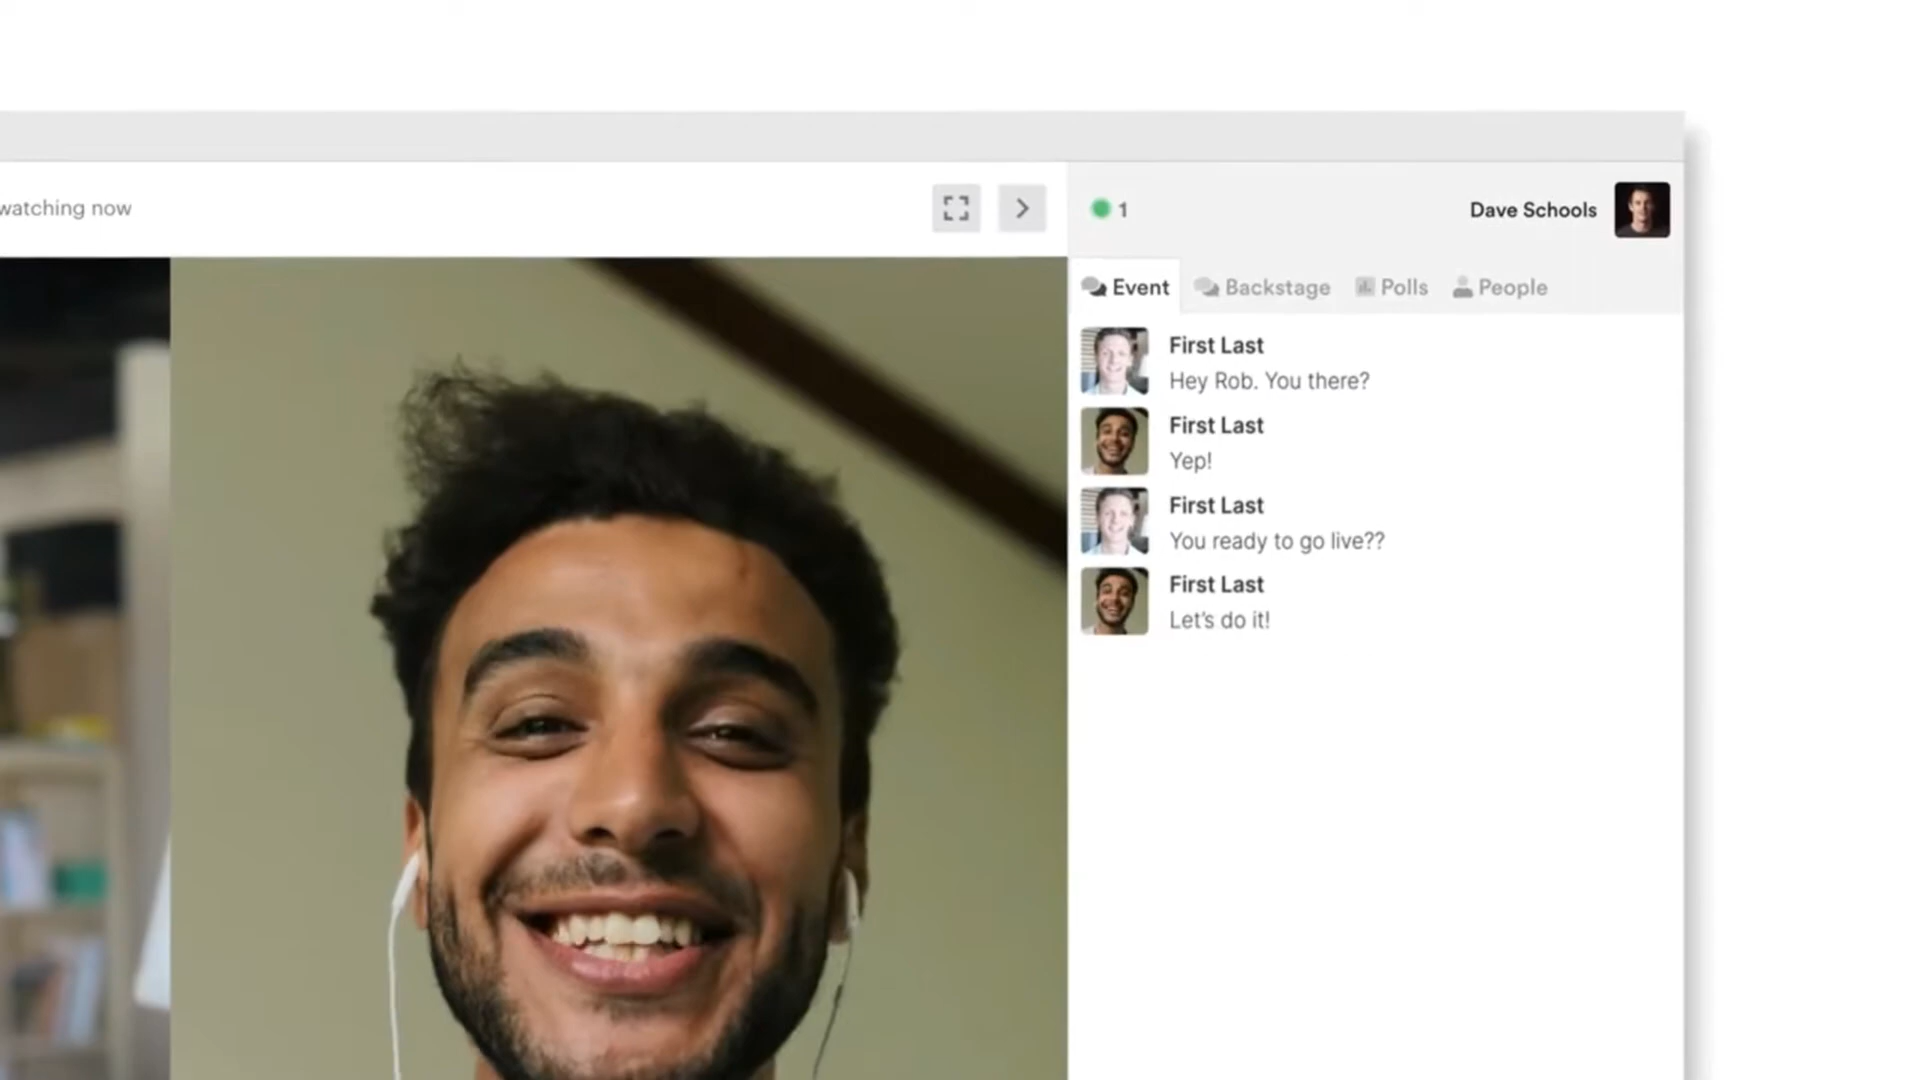 watching now
1
Dave Schools
Event Backstage Polls People
First Last
Hey Rob. You there?
First Last
Yep!
First Last
You ready to go live??
First Last
Let's do it!